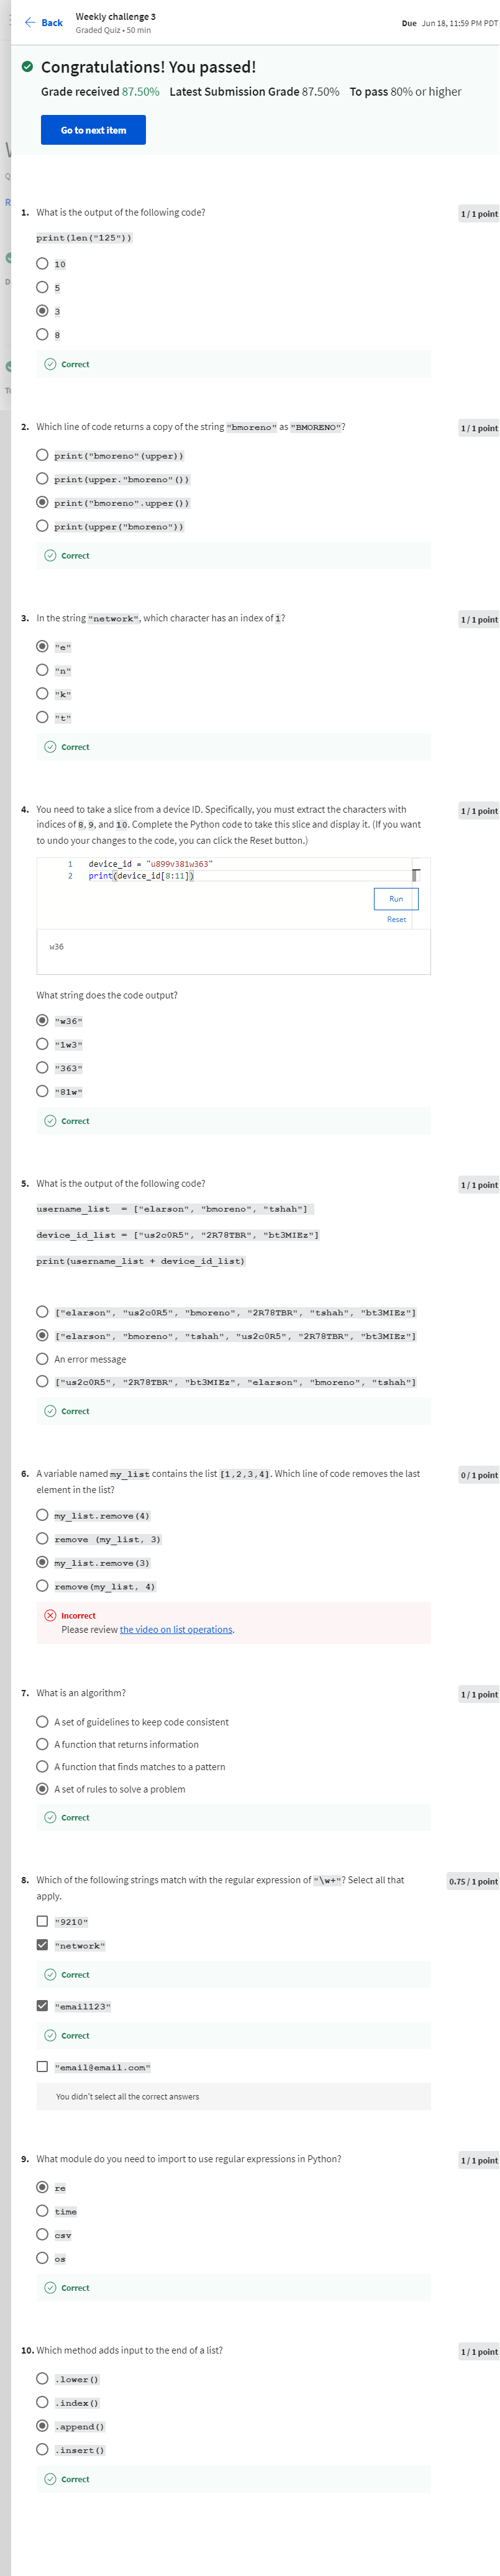 Back
Weekly challenge 3
Graded Quiz • 50 min
Due Jun 18, 11:59 PM PDT
Congratulations! You passed!
Grade received 87.50% Latest Submission Grade 87.50% To pass 80% or higher
Go to next item
1. What is the output of the following code?
1 / 1 point
print(len("125"))
10
5
3
8
Correct
2. Which line of code returns a copy of the string "bmoreno" as "BMORENO"?
1 / 1 point
print("bmoreno"(upper))
print(upper."bmoreno"())
print("bmoreno".upper())
print(upper("bmoreno"))
Correct
3. In the string "network", which character has an index of 1?
1 / 1 point
"e"
"n"
"k"
"t"
Correct
4. You need to take a slice from a device ID. Specifically, you must extract the characters with
indices of 8, 9, and 10. Complete the Python code to take this slice and display it. (If you want
to undo your changes to the code, you can click the Reset button.)
1 / 1 point
1 device_id = "u899v381w363"
2 print(device_id[8:11])
Run
Reset
w36
What string does the code output?
"w36"
"1w3"
"363"
"81w"
Correct
5. What is the output of the following code?
1 / 1 point
username_list = ["elarson", "bmoreno", "tshah"]
device_id_list = ["us2c0R5", "2R78TBR", "bt3MIEz"]
print(username_list + device_id_list)
["elarson", "us2c0R5", "bmoreno", "2R78TBR", "tshah", "bt3MIEz"]
["elarson", "bmoreno", "tshah", "us2c0R5", "2R78TBR", "bt3MIEz"]
An error message
["us2c0R5", "2R78TBR", "bt3MIEz", "elarson", "bmoreno", "tshah"]
Correct
6. A variable named my_list contains the list [1,2,3,4]. Which line of code removes the last
element in the list?
0 / 1 point
my_list.remove(4)
remove (my_list, 3)
my_list.remove(3)
remove(my_list, 4)
Incorrect
Please review the video on list operations.
7. What is an algorithm?
1 / 1 point
A set of guidelines to keep code consistent
A function that returns information
A function that finds matches to a pattern
A set of rules to solve a problem
Correct
8. Which of the following strings match with the regular expression of "\w+"? Select all that
apply.
0.75 / 1 point
"9210"
"network"
Correct
"email123"
Correct
"email@email.com"
You didn't select all the correct answers
9. What module do you need to import to use regular expressions in Python?
1 / 1 point
re
time
csv
os
Correct
10. Which method adds input to the end of a list?
1 / 1 point
.lower()
.index()
.append()
.insert()
Correct